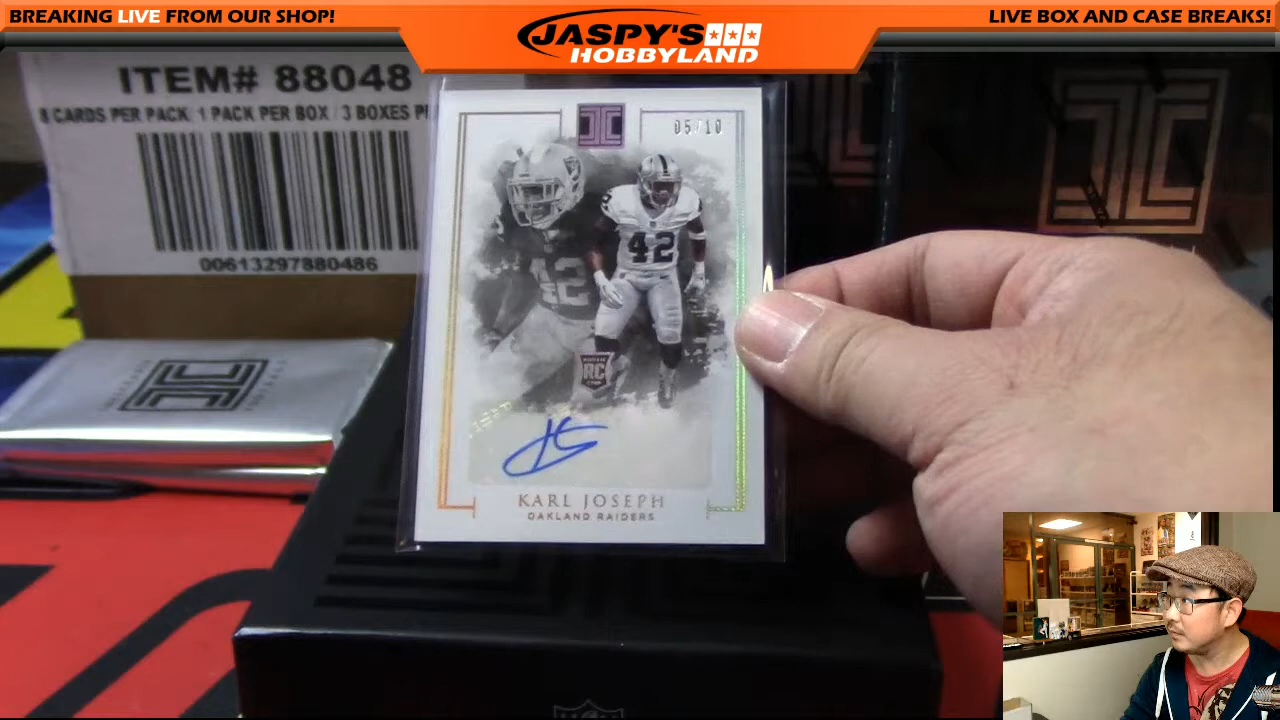 BREAKING LIVE FROM OUR SHOP!
JASPY'S
HOBBYLAND
LIVE BOX AND CASE BREAKS!
ITEM# 88048
8 CARDS PER PACK 1 PACK PER BOX 3 BOXES P
00613297880486
05/10
42
42
RC
KARL JOSEPH
OAKLAND RAIDERS